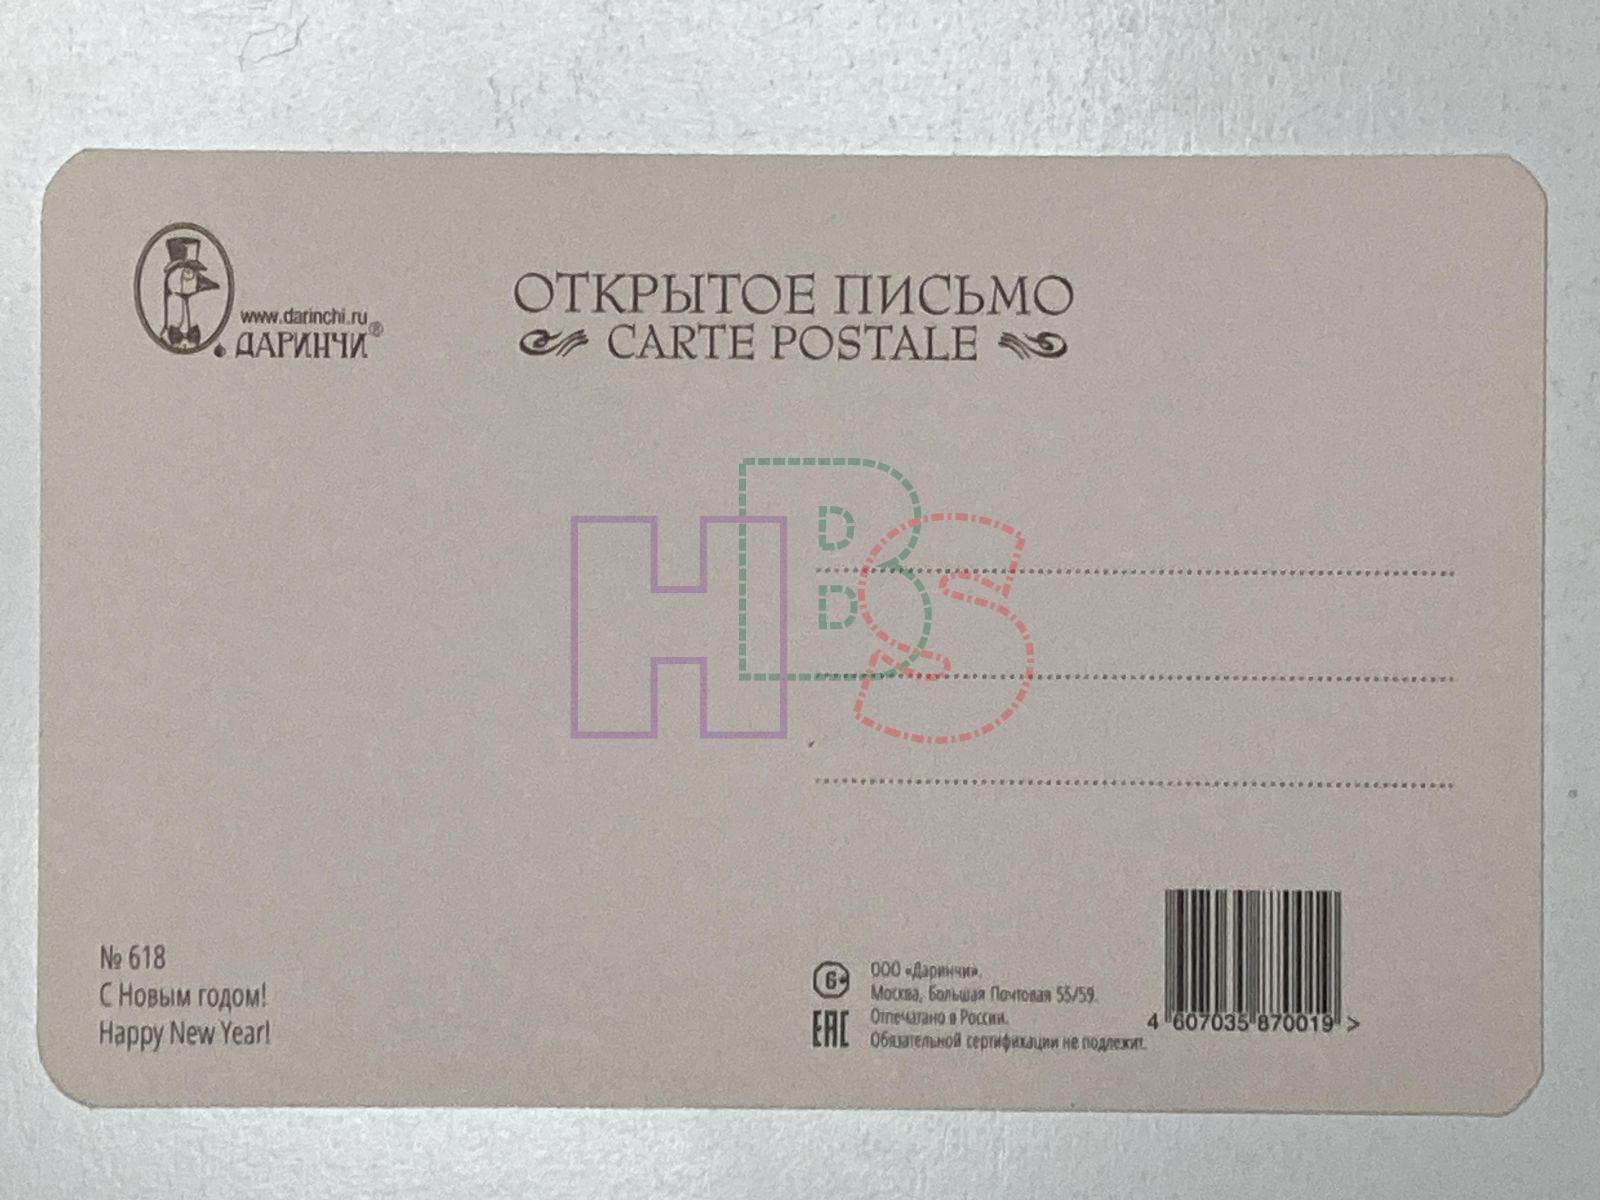 www.darinchi.ru
ДАРИНЧИ®
ОТКРЫТОЕ ПИСЬМО
CARTE POSTALE
H B S
№ 618
С Новым годом!
Happy New Year!
6+
ООО «Даринчи».
Москва, Большая Почтовая 55/59.
EAC Отпечатано в России.
Обязательной сертификации не подлежит.
4 607035 870019 >